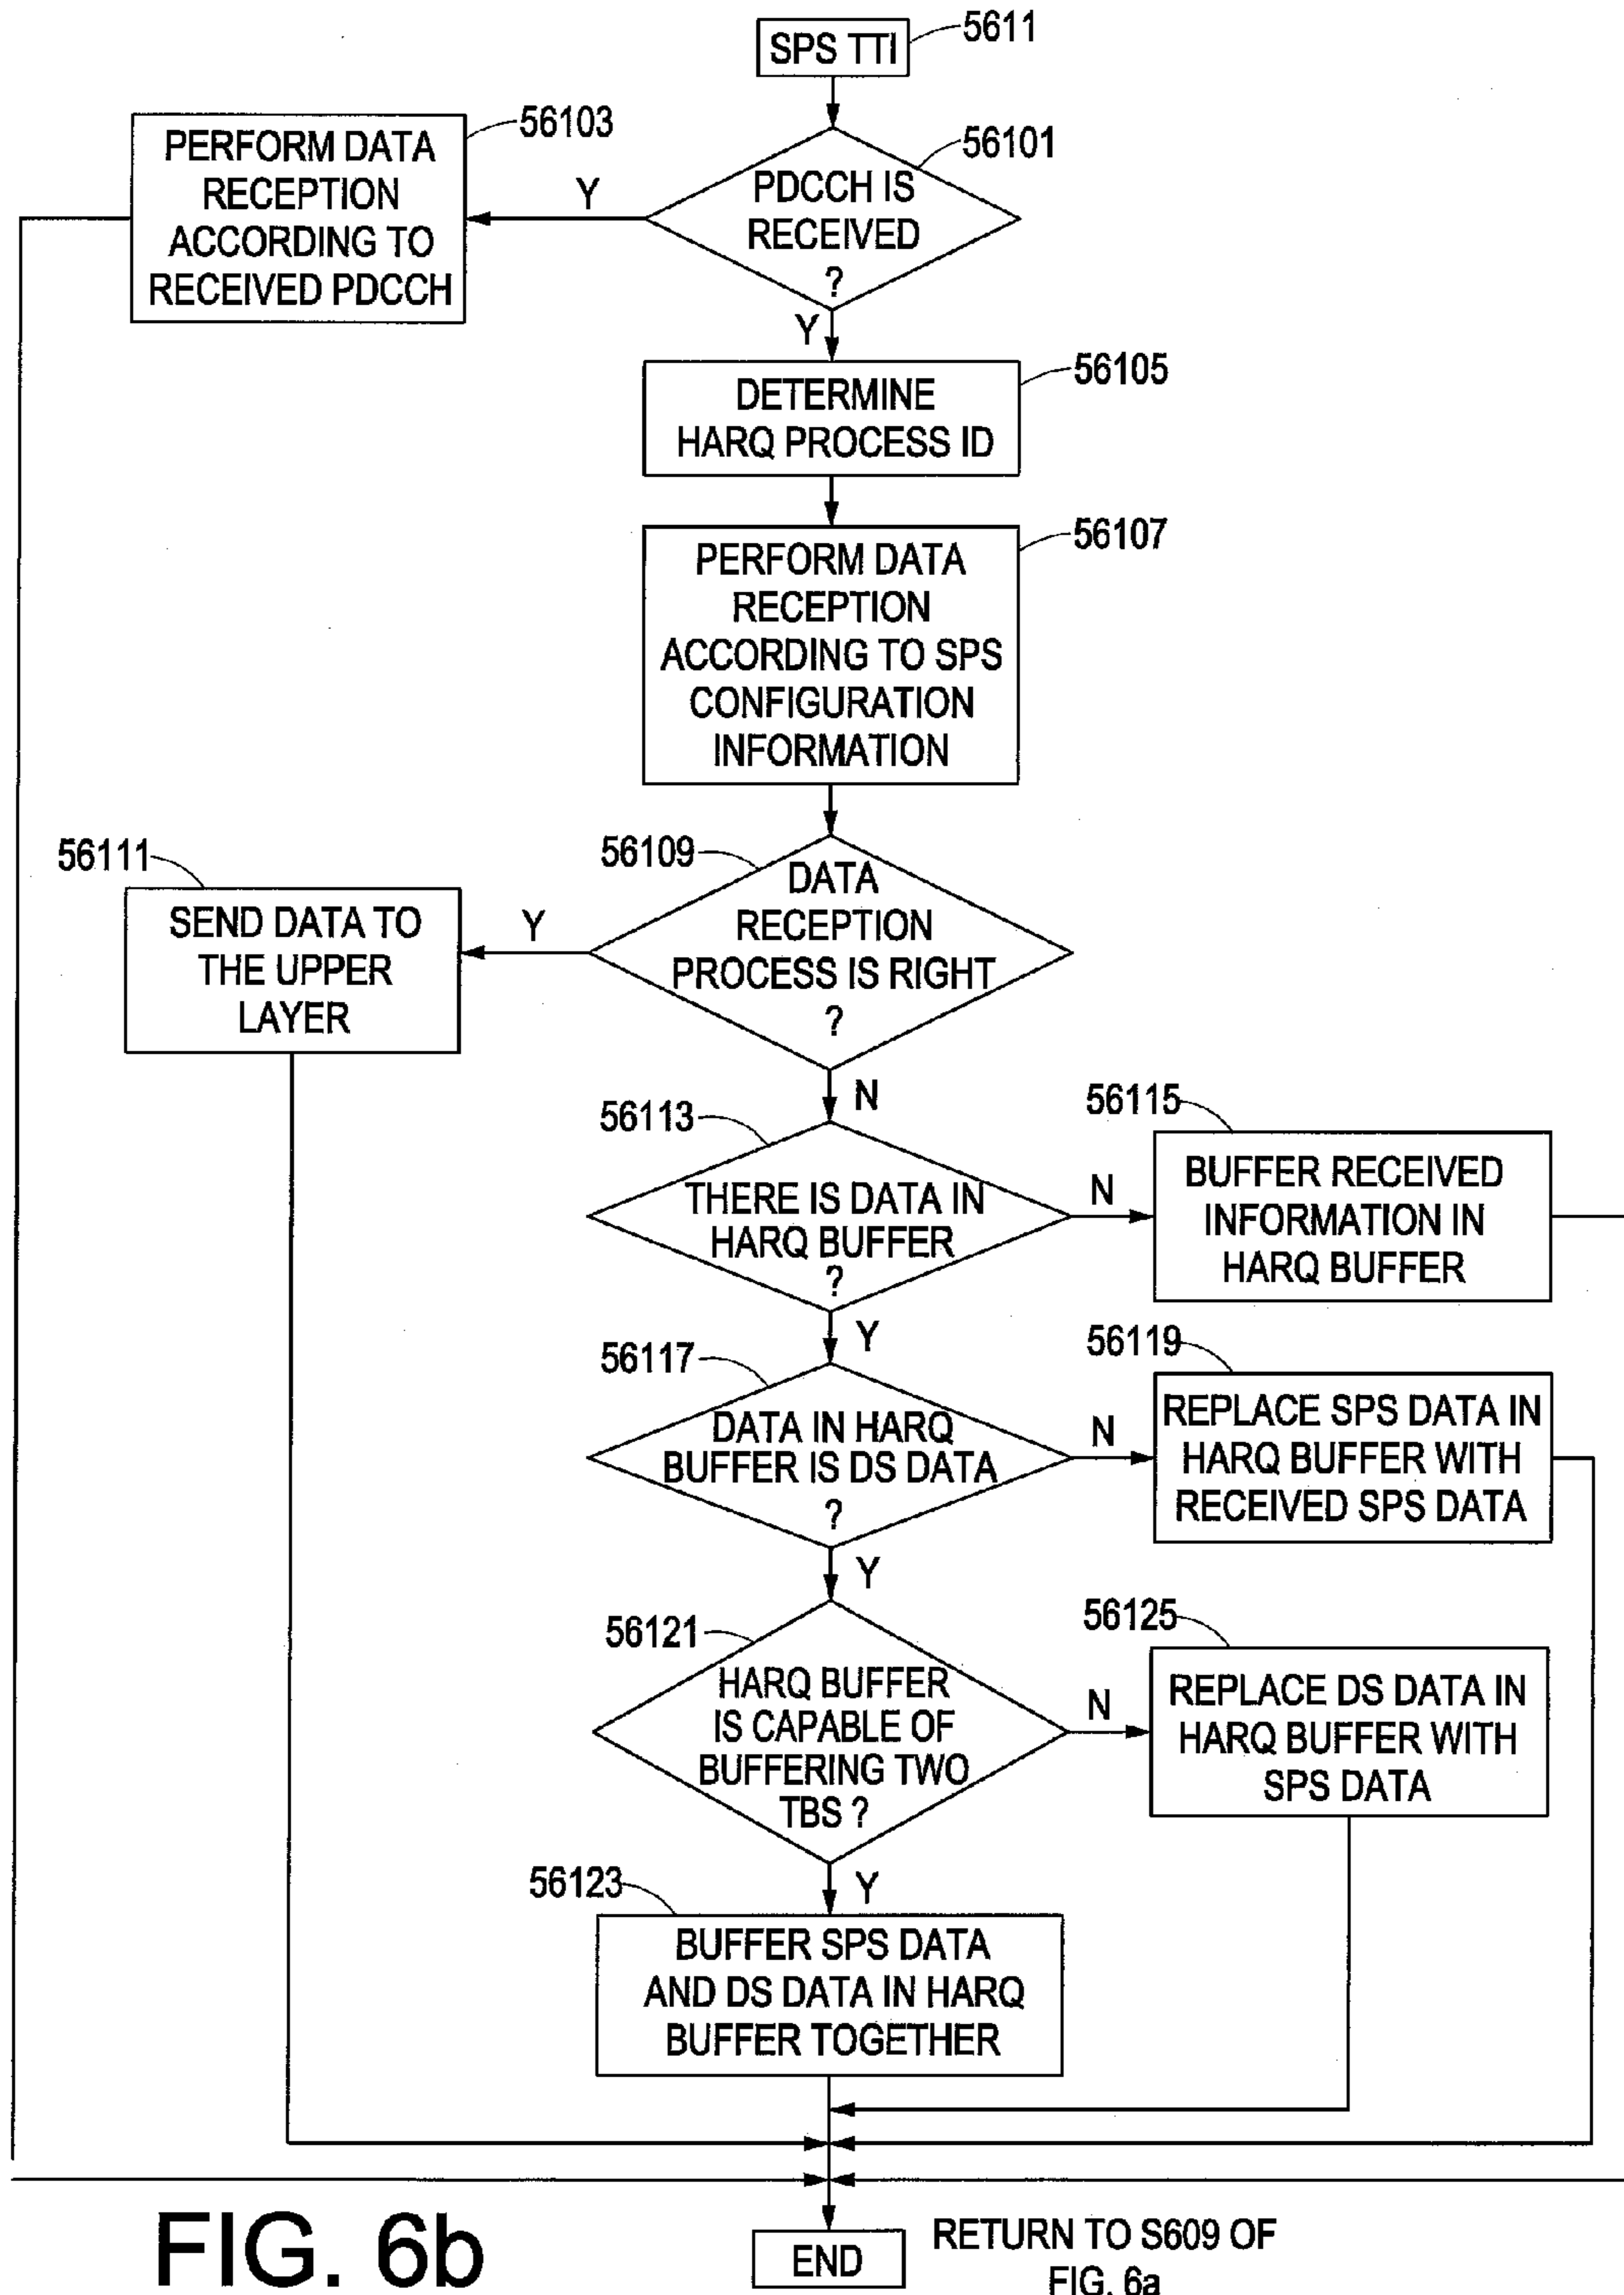 SPS TTI
5611
PERFORM DATA
RECEPTION
ACCORDING TO
RECEIVED PDCCH
56103
Y
PDCCH IS
RECEIVED
?
56101
Y
DETERMINE
HARQ PROCESS ID
56105
PERFORM DATA
RECEPTION
ACCORDING TO SPS
CONFIGURATION
INFORMATION
56107
56111
SEND DATA TO
THE UPPER
LAYER
Y
56109
DATA
RECEPTION
PROCESS IS RIGHT
?
N
56113
THERE IS DATA IN
HARQ BUFFER
?
N
56115
BUFFER RECEIVED
INFORMATION IN
HARQ BUFFER
Y
56117
DATA IN HARQ
BUFFER IS DS DATA
?
N
56119
REPLACE SPS DATA IN
HARQ BUFFER WITH
RECEIVED SPS DATA
Y
56121
HARQ BUFFER
IS CAPABLE OF
BUFFERING TWO
TBS ?
N
56125
REPLACE DS DATA IN
HARQ BUFFER WITH
SPS DATA
Y
56123
BUFFER SPS DATA
AND DS DATA IN HARQ
BUFFER TOGETHER
END
RETURN TO S609 OF
FIG. 6a
FIG. 6b